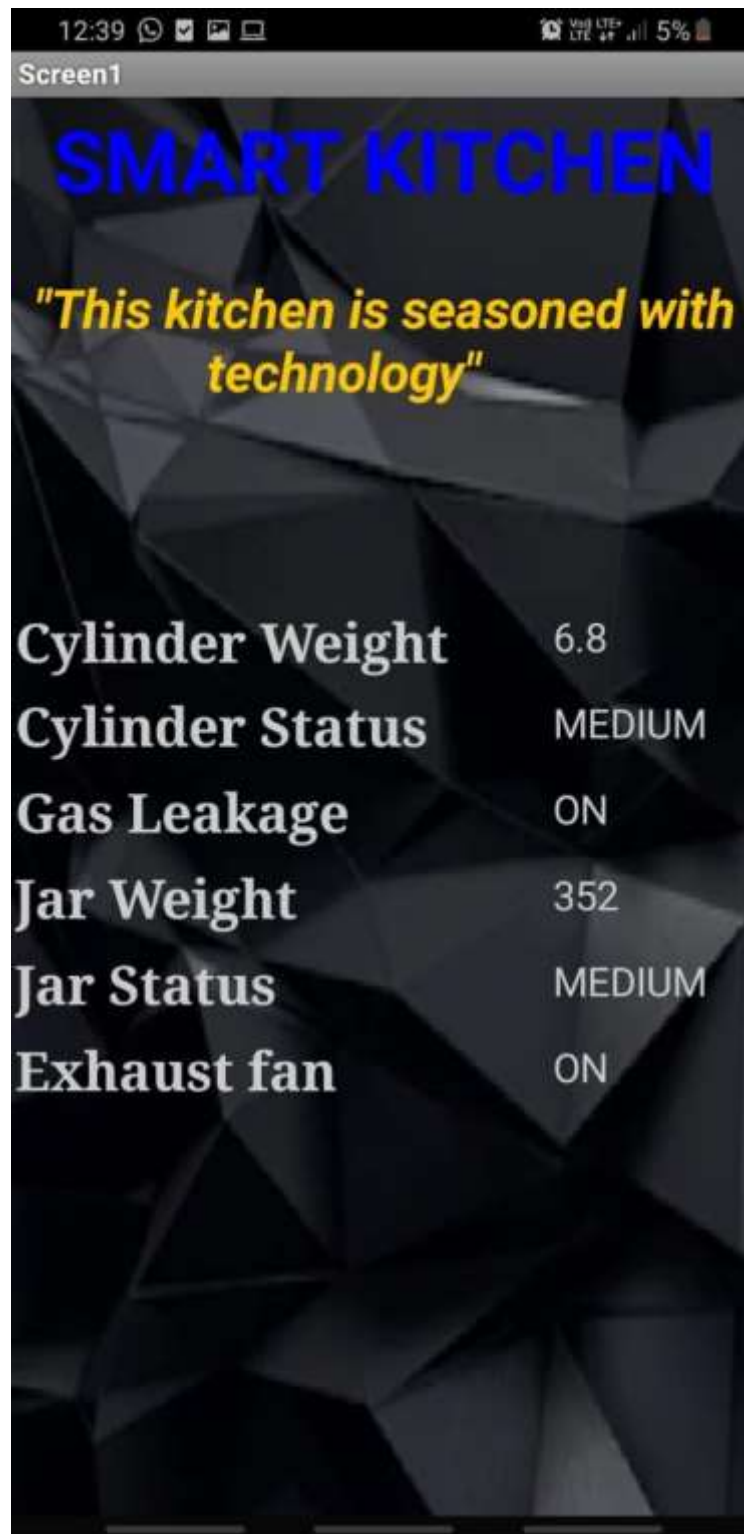 12:39 5%
Screen1
SMART KITCHEN
"This kitchen is seasoned with
technology"
Cylinder Weight 6.8
Cylinder Status MEDIUM
Gas Leakage ON
Jar Weight 352
Jar Status MEDIUM
Exhaust fan ON